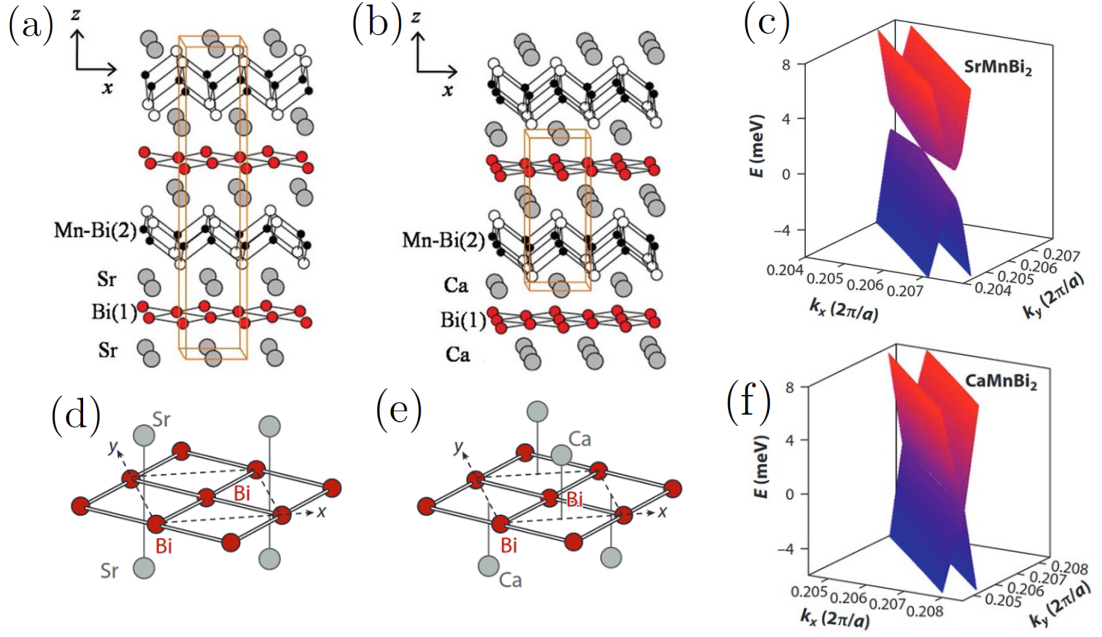 (a)
z
x
Mn-Bi(2)
Sr
Bi(1)
Sr
(b)
z
x
Mn-Bi(2)
Ca
Bi(1)
Ca
(c)
SrMnBi2
E (meV)
8
4
0
−4
0.204
0.205
0.206
0.207
kx (2π/a)
0.204
0.205
0.206
0.207
ky (2π/a)
(d)
Sr
y
Bi
x
Bi
Sr
(e)
Ca
y
Bi
x
Bi
Ca
(f)
CaMnBi2
E (meV)
8
4
0
−4
0.205
0.206
0.207
0.208
kx (2π/a)
0.205
0.206
0.207
0.208
ky (2π/a)